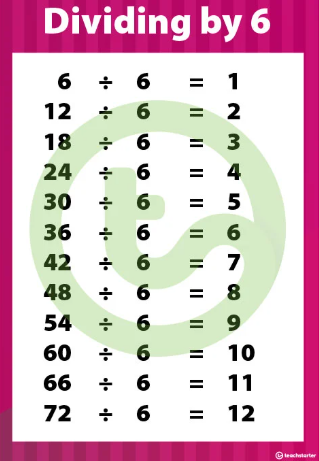 Dividing by 6
6 ÷ 6 = 1
12 ÷ 6 = 2
18 ÷ 6 = 3
24 ÷ 6 = 4
30 ÷ 6 = 5
36 ÷ 6 = 6
42 ÷ 6 = 7
48 ÷ 6 = 8
54 ÷ 6 = 9
60 ÷ 6 = 10
66 ÷ 6 = 11
72 ÷ 6 = 12
teachstarter